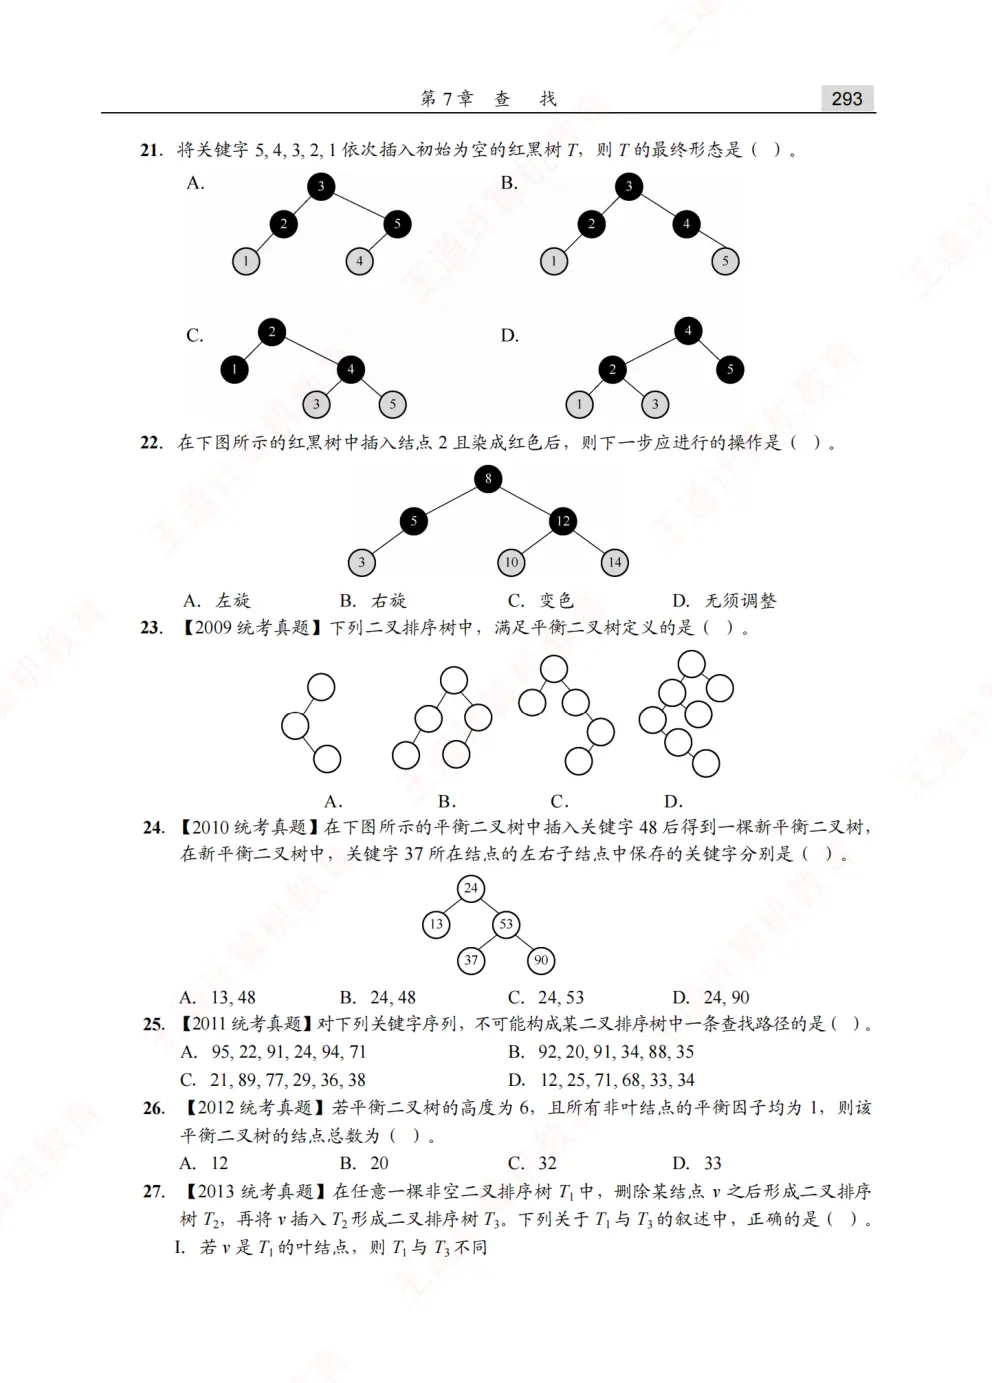 第7章 查 找 293
21. 将关键字 5, 4, 3, 2, 1 依次插入初始为空的红黑树 T，则 T 的最终形态是（ ）。
A. B.
3 3
2 5 2 4
1 4 1 5
C. D.
2 4
1 4 2 5
3 5 1 3
22. 在下图所示的红黑树中插入结点 2 且染成红色后，则下一步应进行的操作是（ ）。
8
5 12
3 10 14
A. 左旋 B. 右旋 C. 变色 D. 无须调整
23. 【2009 统考真题】下列二叉排序树中，满足平衡二叉树定义的是（ ）。
A. B. C. D.
24. 【2010 统考真题】在下图所示的平衡二叉树中插入关键字 48 后得到一棵新平衡二叉树，
在新平衡二叉树中，关键字 37 所在结点的左右子结点中保存的关键字分别是（ ）。
24
13 53
37 90
A. 13, 48 B. 24, 48 C. 24, 53 D. 24, 90
25. 【2011 统考真题】对下列关键字序列，不可能构成某二叉排序树中一条查找路径的是（ ）。
A. 95, 22, 91, 24, 94, 71 B. 92, 20, 91, 34, 88, 35
C. 21, 89, 77, 29, 36, 38 D. 12, 25, 71, 68, 33, 34
26. 【2012 统考真题】若平衡二叉树的高度为 6，且所有非叶结点的平衡因子均为 1，则该
平衡二叉树的结点总数为（ ）。
A. 12 B. 20 C. 32 D. 33
27. 【2013 统考真题】在任意一棵非空二叉排序树 T₁ 中，删除某结点 v 之后形成二叉排序
树 T₂，再将 v 插入 T₂ 形成二叉排序树 T₃。下列关于 T₁ 与 T₃ 的叙述中，正确的是（ ）。
I. 若 v 是 T₁ 的叶结点，则 T₁ 与 T₃ 不同
王道计算机教育